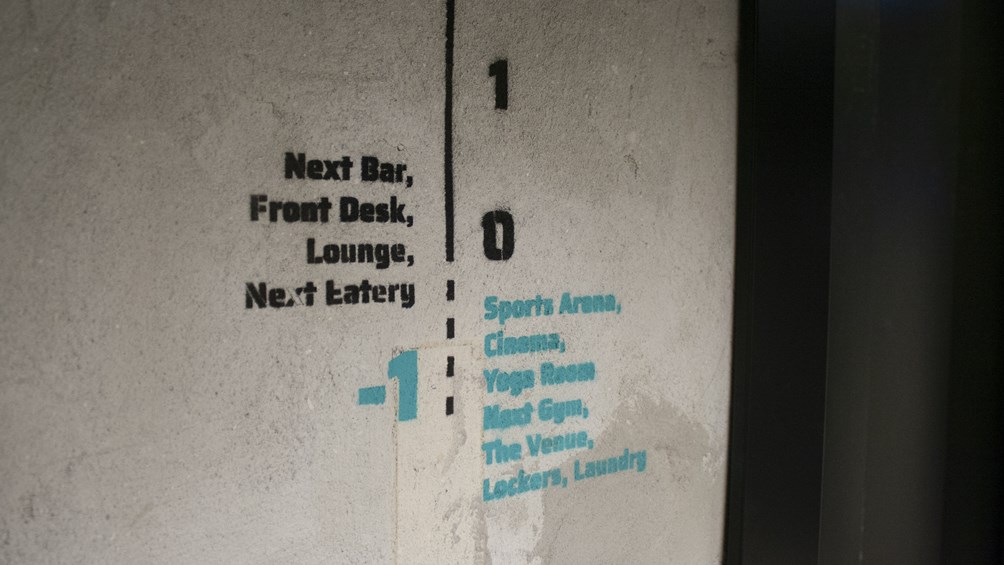 1
Next Bar,
Front Desk,
Lounge,
Next Eatery
0
-1
Sports Arena,
Cinema,
Yoga Room
Next Gym,
The Venue,
Lockers, Laundry